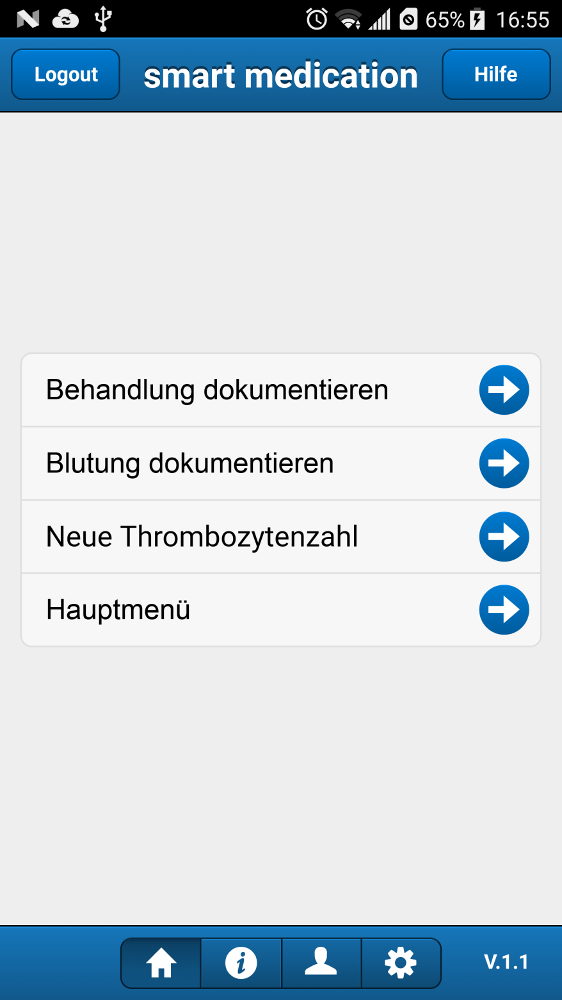 65% 16:55
Logout smart medication Hilfe
Behandlung dokumentieren
Blutung dokumentieren
Neue Thrombozytenzahl
Hauptmenü
V.1.1